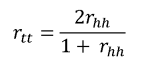 r_tt = 2r_hh / (1 + r_hh)